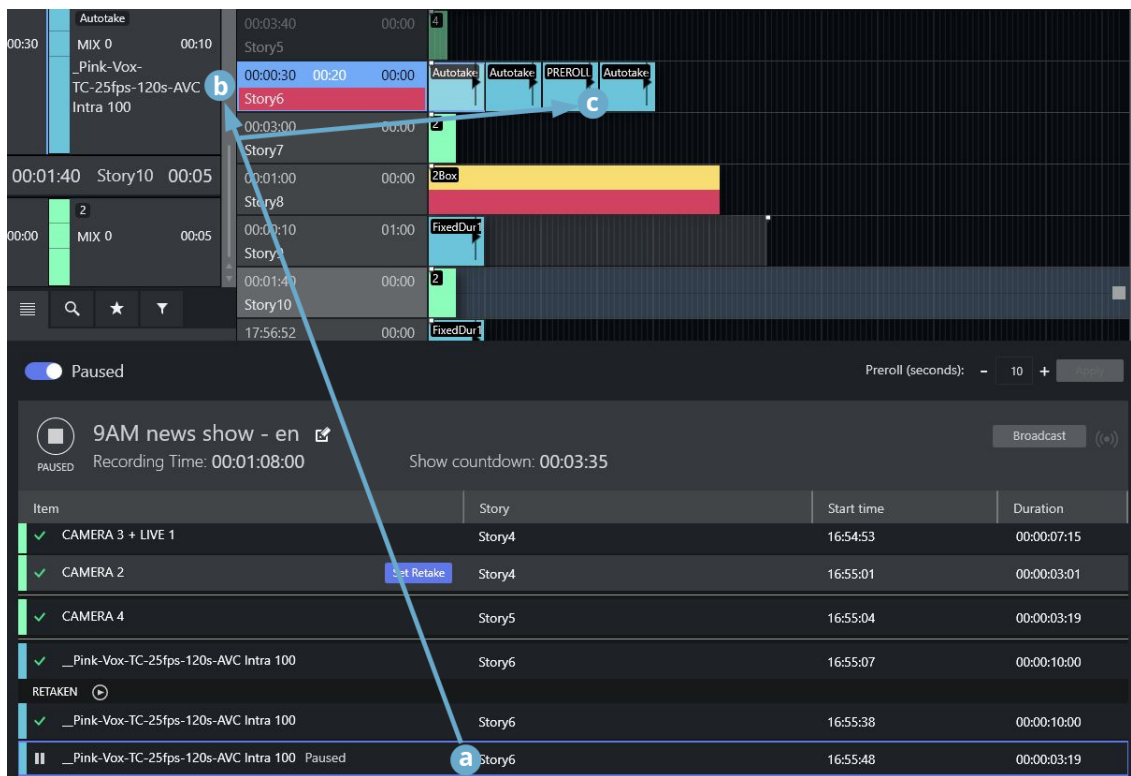 Autotake
00:30 MIX 0 00:10
_Pink-Vox-
TC-25fps-120s-AVC
Intra 100
b
00:01:40 Story10 00:05
2
00:00 MIX 0 00:05
00:03:40 00:00 4
Story5
00:00:30 00:20 00:00 Autotake Autotake PREROLL Autotake
Story6
c
00:03:00 00:00 2
Story7
00:01:00 00:00 2Box
Story8
00:00:10 01:00 FixedDur1
Story9
00:01:40 00:00 2
Story10
17:56:52 00:00 FixedDur1
Paused Preroll (seconds): - 10 + Apply
9AM news show - en Broadcast
PAUSED Recording Time: 00:01:08:00 Show countdown: 00:03:35
Item Story Start time Duration
CAMERA 3 + LIVE 1 Story4 16:54:53 00:00:07:15
CAMERA 2 Set Retake Story4 16:55:01 00:00:03:01
CAMERA 4 Story5 16:55:04 00:00:03:19
__Pink-Vox-TC-25fps-120s-AVC Intra 100 Story6 16:55:07 00:00:10:00
RETAKEN
__Pink-Vox-TC-25fps-120s-AVC Intra 100 Story6 16:55:38 00:00:10:00
__Pink-Vox-TC-25fps-120s-AVC Intra 100 Paused a Story6 16:55:48 00:00:03:19